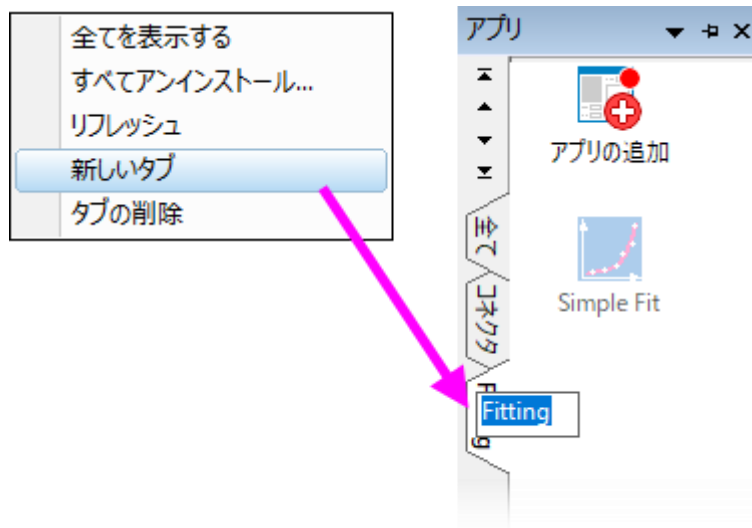 全てを表示する
すべてアンインストール...
リフレッシュ
新しいタブ
タブの削除
アプリ
アプリの追加
全て
コネクタ
Simple Fit
Fitting